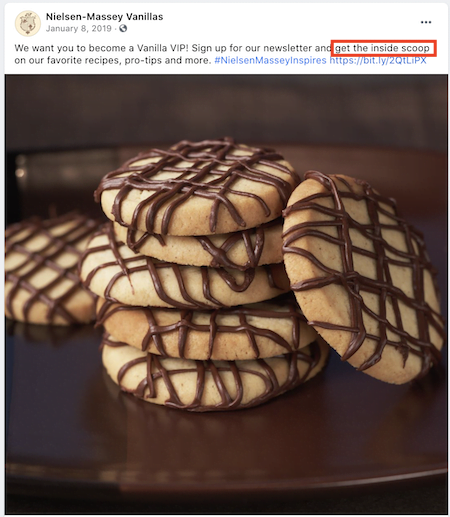 Nielsen-Massey Vanillas
January 8, 2019 ·
We want you to become a Vanilla VIP! Sign up for our newsletter and get the inside scoop
on our favorite recipes, pro-tips and more. #NielsenMasseyInspires https://bit.ly/2QtLiPX